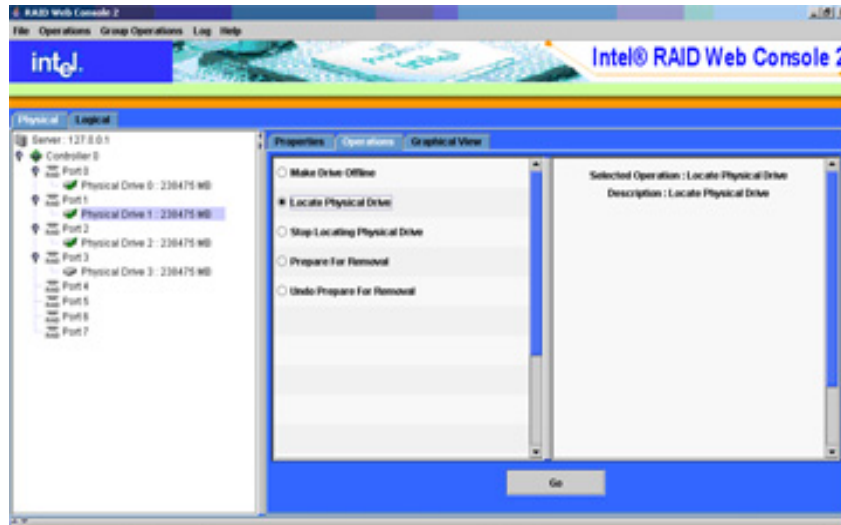 RAID Web Console 2
File Operations Group Operations Log Help
intel.
Intel® RAID Web Console 2
Physical Logical
Server: 127.0.0.1
Controller 0
Port 0
Physical Drive 0: 238475 MB
Port 1
Physical Drive 1: 238475 MB
Port 2
Physical Drive 2: 238475 MB
Port 3
Physical Drive 3: 238475 MB
Port 4
Port 5
Port 6
Port 7
Properties Operations Graphical View
Make Drive Offline
Locate Physical Drive
Stop Locating Physical Drive
Prepare For Removal
Undo Prepare For Removal
Selected Operation : Locate Physical Drive
Description : Locate Physical Drive
Go